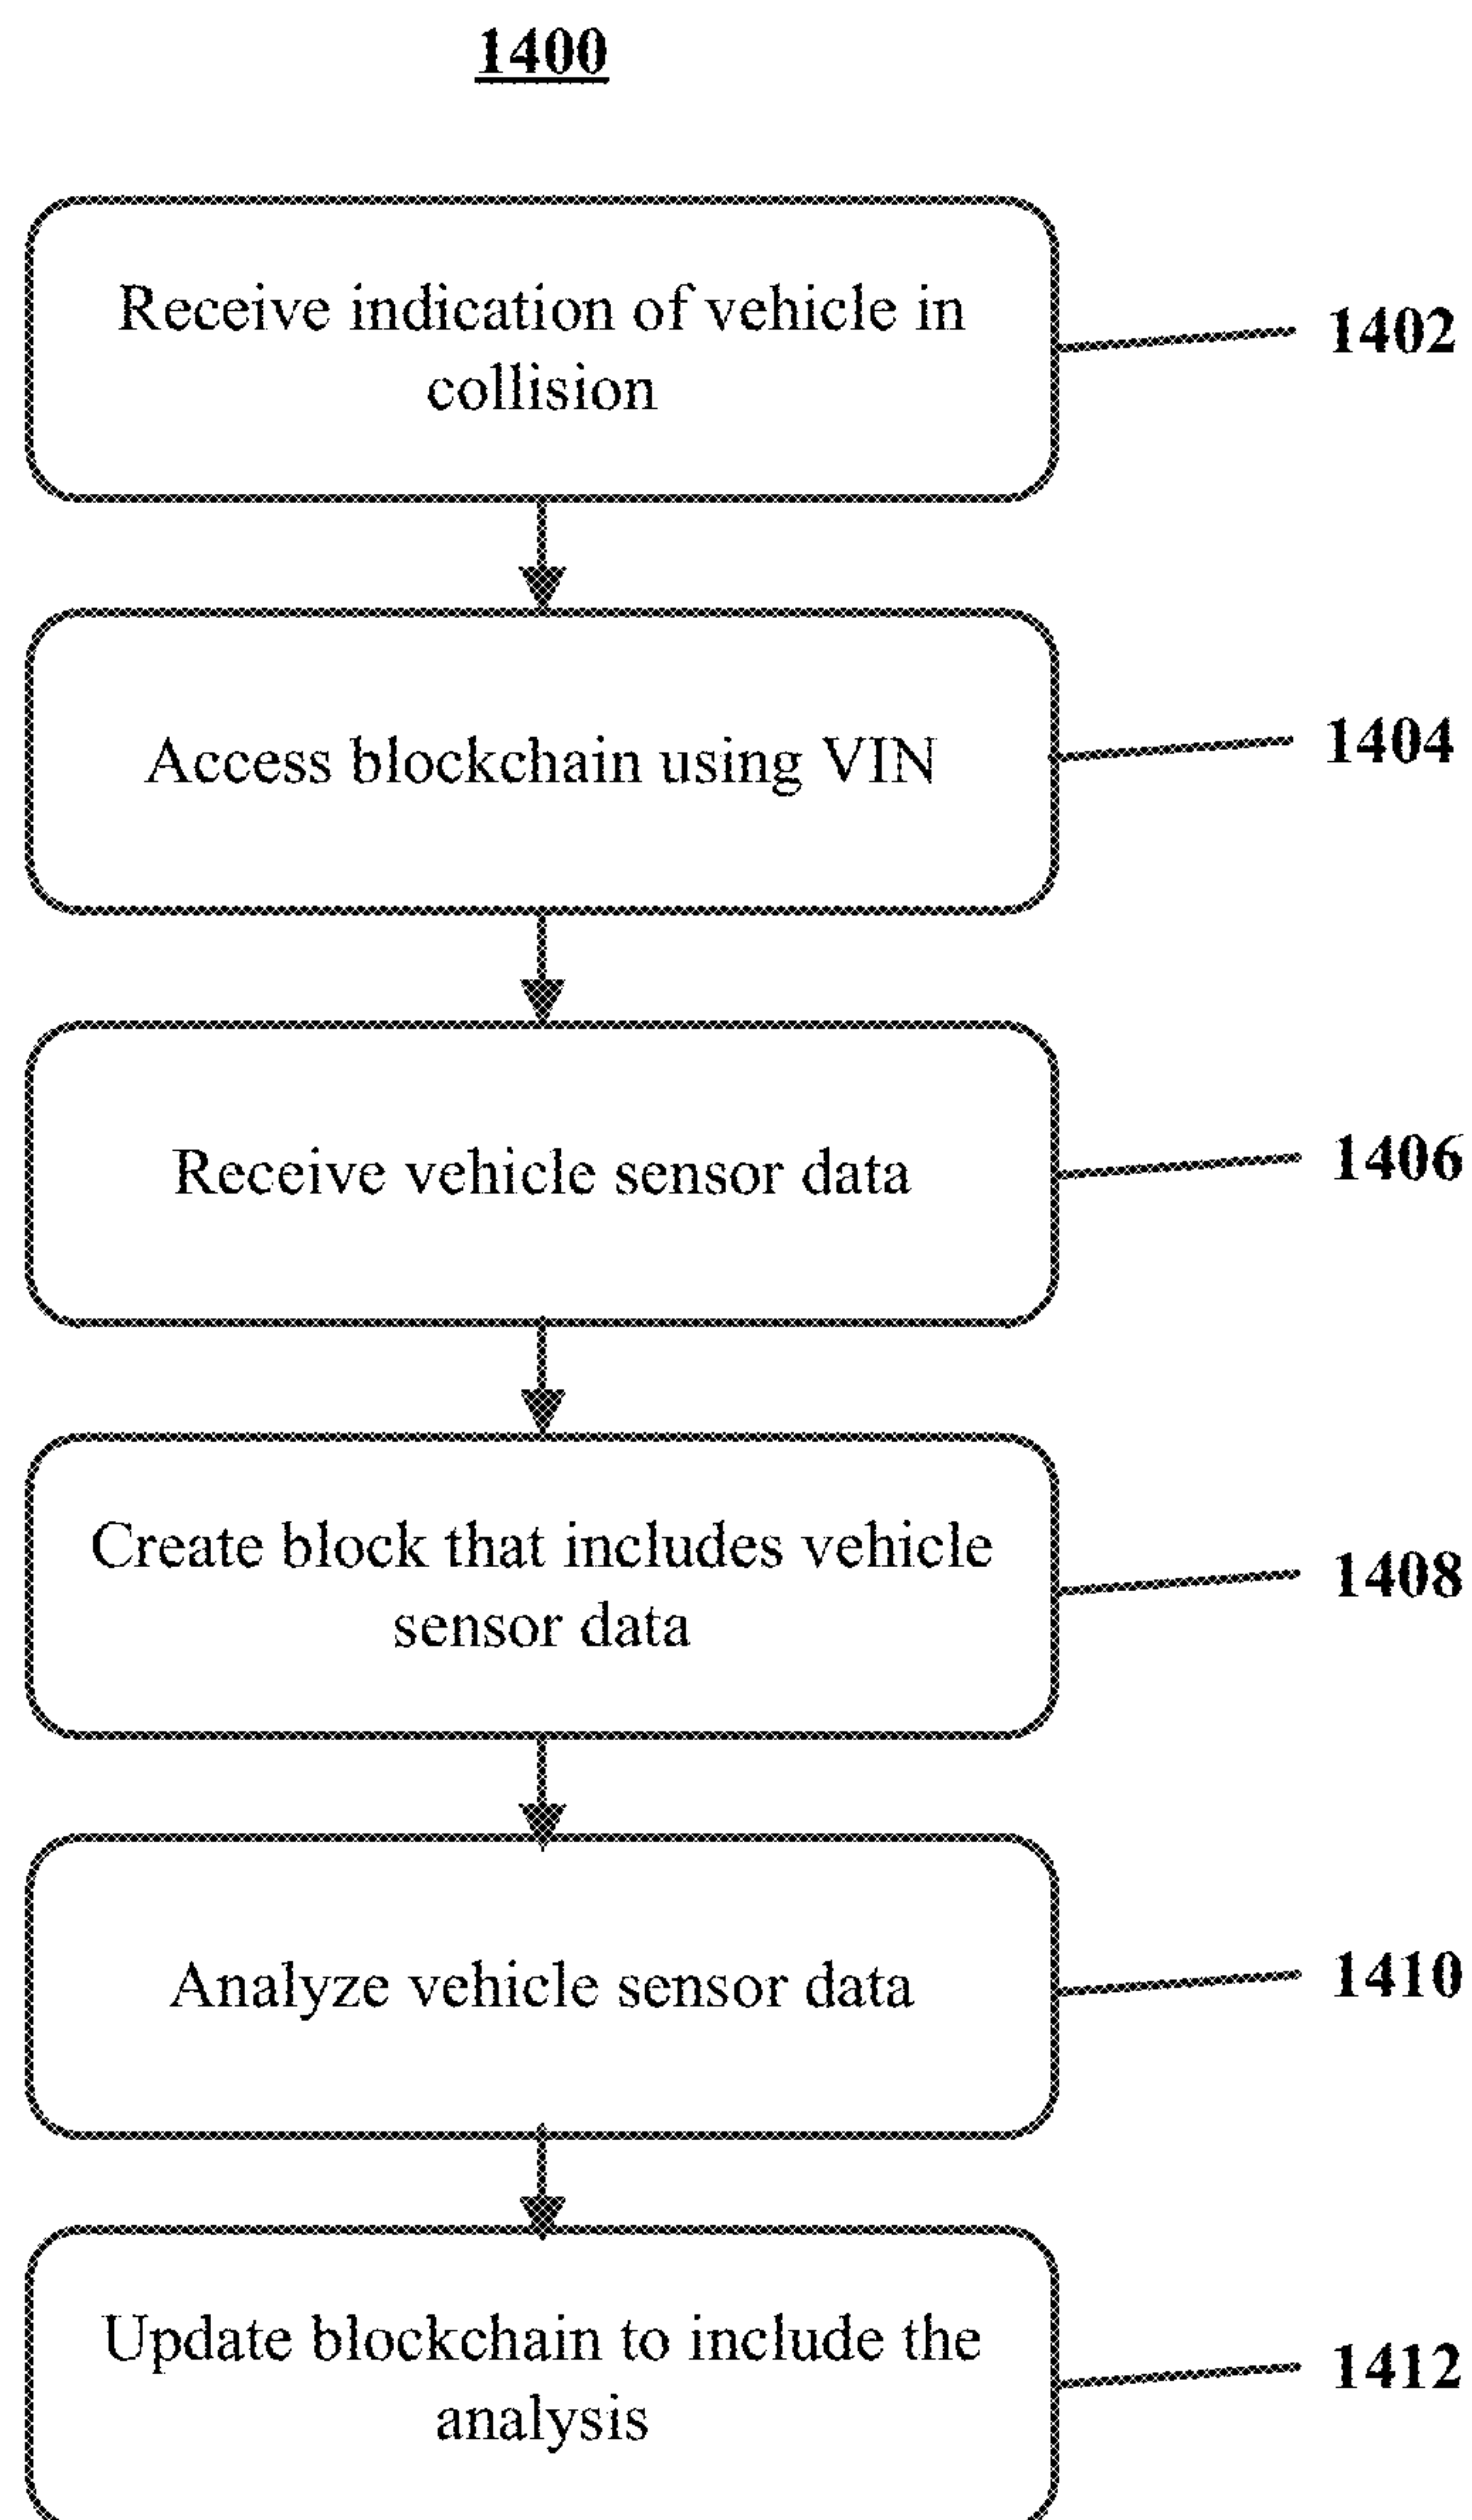 1400
Receive indication of vehicle in
collision
1402
Access blockchain using VIN
1404
Receive vehicle sensor data
1406
Create block that includes vehicle
sensor data
1408
Analyze vehicle sensor data
1410
Update blockchain to include the
analysis
1412